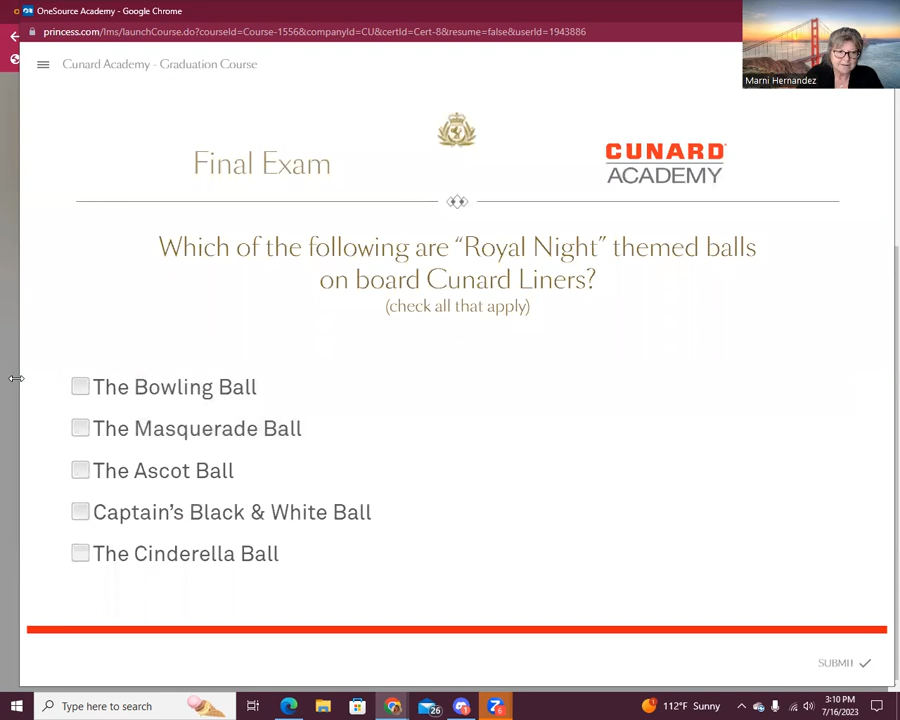 OneSource Academy - Google Chrome
princess.com/lms/launchCourse.do?courseId=Course-1556&companyId=CU&certId=Cert-8&resume=false&userId=1943886
Marni Hernandez
Cunard Academy - Graduation Course
Final Exam
CUNARD
ACADEMY
Which of the following are “Royal Night” themed balls
on board Cunard Liners?
(check all that apply)
The Bowling Ball
The Masquerade Ball
The Ascot Ball
Captain’s Black & White Ball
The Cinderella Ball
SUBMIT
Type here to search
26
6
112°F Sunny
3:10 PM
7/16/2023